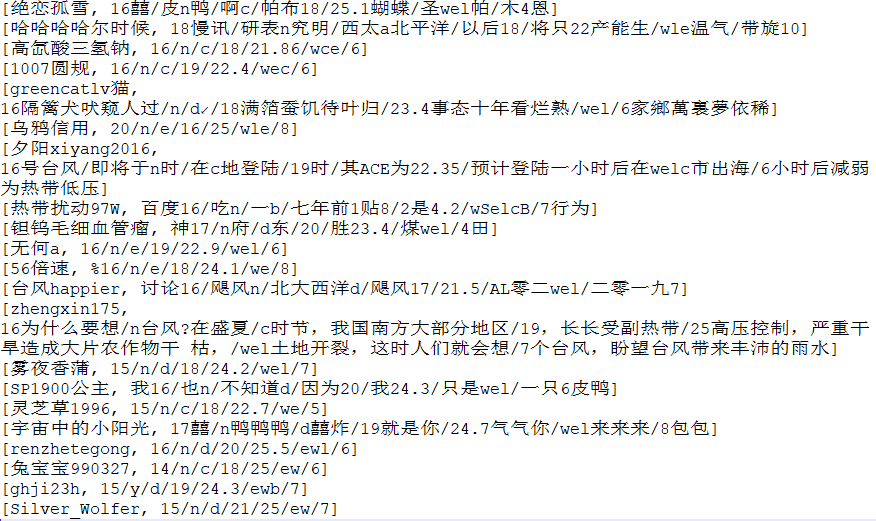 [绝恋孤雪, 16囍/皮n鸭/啊c/帕布18/25.1蝴蝶/圣wel帕/木4恩]
[哈哈哈哈尔时候, 18慢讯/研表n究明/西太a北平洋/以后18/将只22产能生/wle温气/带旋10]
[高氙酸三氢钠, 16/n/c/18/21.86/wce/6]
[1007圆规, 16/n/c/19/22.4/wec/6]
[greencatlv猫,
16隔篱犬吠窥人过/n/d✓/18满箔蚕饥待叶归/23.4事态十年看烂熟/wel/6家鄉萬裏夢依稀]
[乌鸦信用, 20/n/e/16/25/wle/8]
[夕阳xiyang2016,
16号台风/即将于n时/在c地登陆/19时/其ACE为22.35/预计登陆一小时后在welc市出海/6小时后减弱
为热带低压]
[热带扰动97W, 百度16/吃n/一b/七年前1贴8/2是4.2/wSelcB/7行为]
[钽钨毛细血管瘤, 神17/n府/d东/20/胜23.4/煤wel/4田]
[无何a, 16/n/e/19/22.9/wel/6]
[56倍速, %16/n/e/18/24.1/we/8]
[台风happier, 讨论16/飓风n/北大西洋d/飓风17/21.5/AL零二wel/二零一九7]
[zhengxin175,
16为什么要想/n台风?在盛夏/c时节，我国南方大部分地区/19，长长受副热带/25高压控制，严重干
旱造成大片农作物干 枯，/wel土地开裂，这时人们就会想/7个台风，盼望台风带来丰沛的雨水]
[雾夜香蒲, 15/n/d/18/24.2/wel/7]
[SP1900公主, 我16/也n/不知道d/因为20/我24.3/只是wel/一只6皮鸭]
[灵芝草1996, 15/n/c/18/22.7/we/5]
[宇宙中的小阳光, 17囍/n鸭鸭鸭/d囍炸/19就是你/24.7气气你/wel来来来/8包包]
[renzhetegong, 16/n/d/20/25.5/ewl/6]
[兔宝宝990327, 14/n/c/18/25/ew/6]
[ghji23h, 15/y/d/19/24.3/ewb/7]
[Silver_Wolfer, 15/n/d/21/25/ew/7]